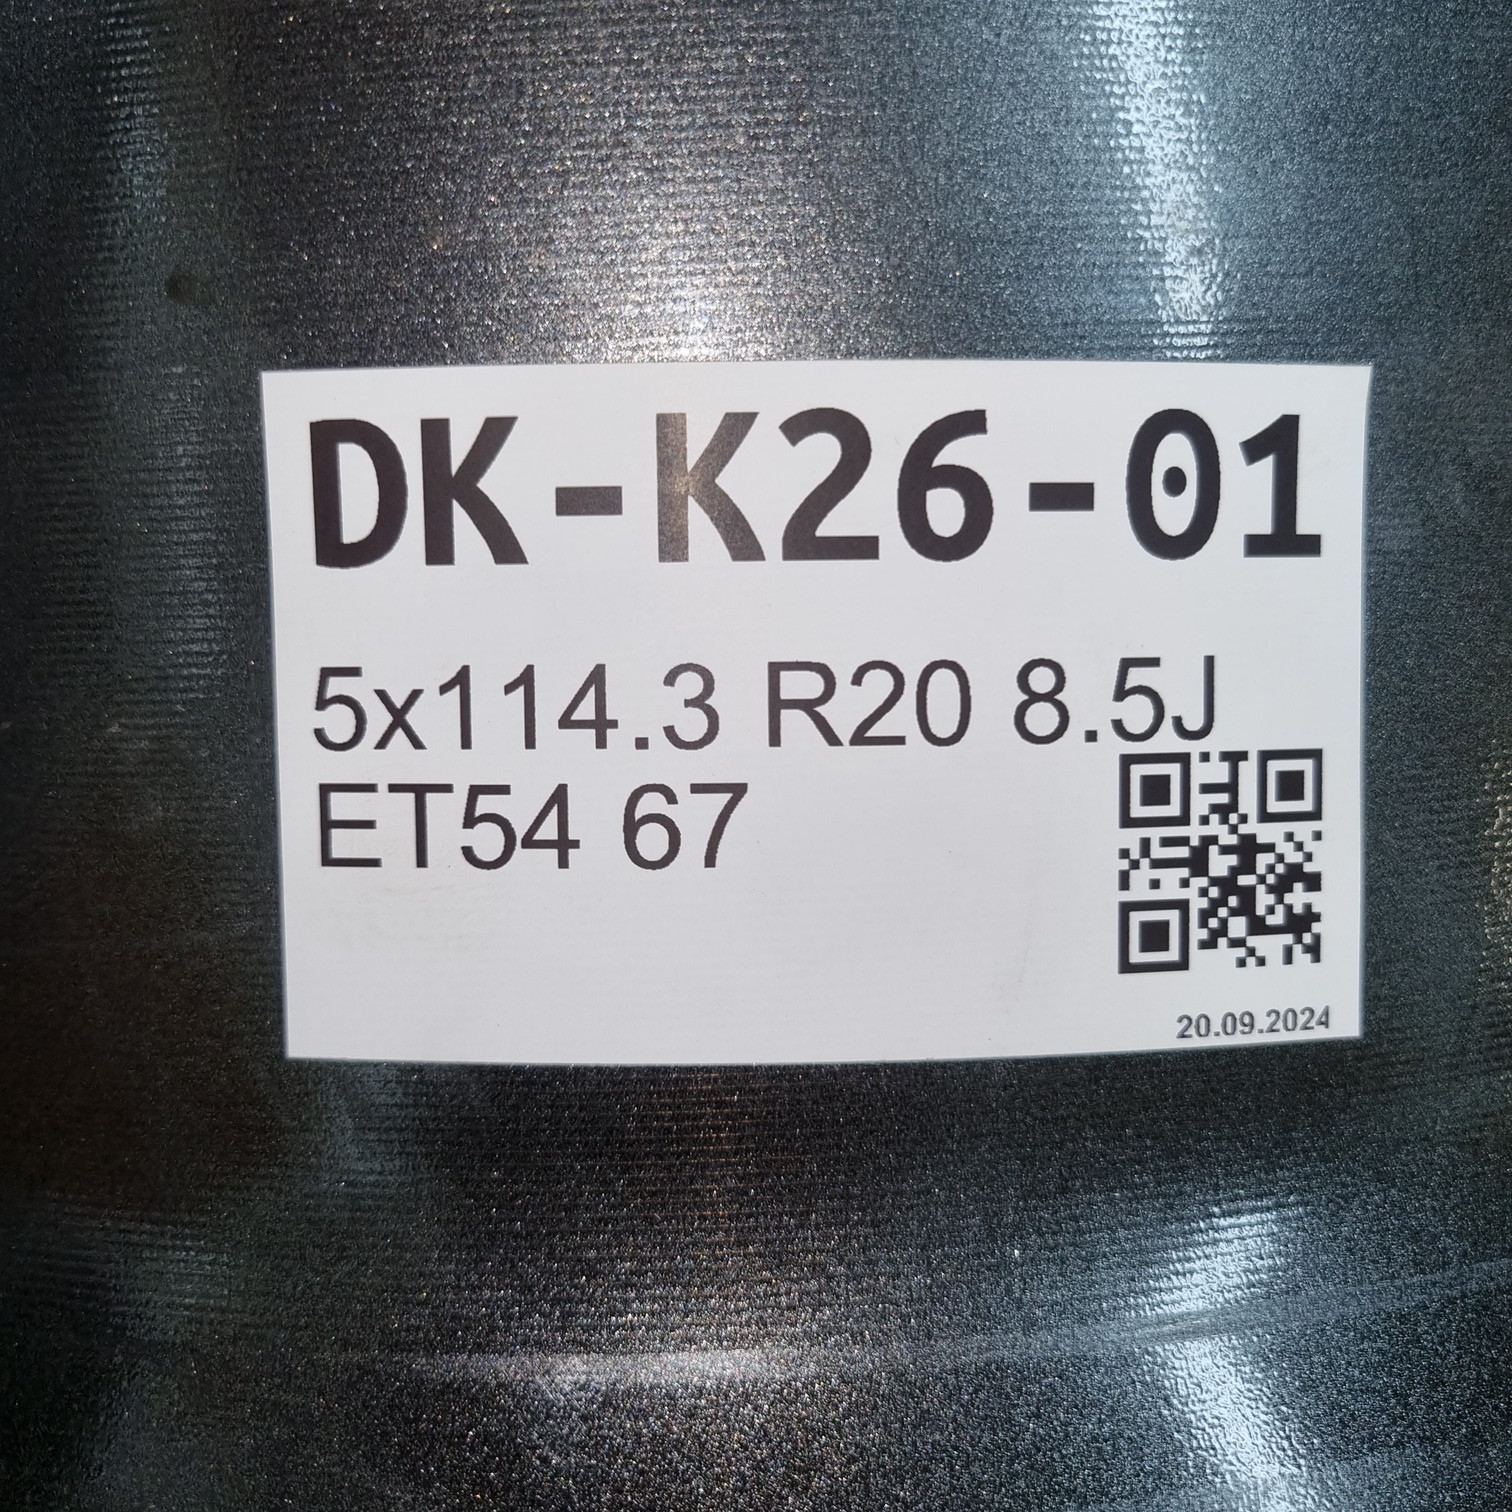 DK-K26-01
5x114.3 R20 8.5J
ET54 67
20.09.2024